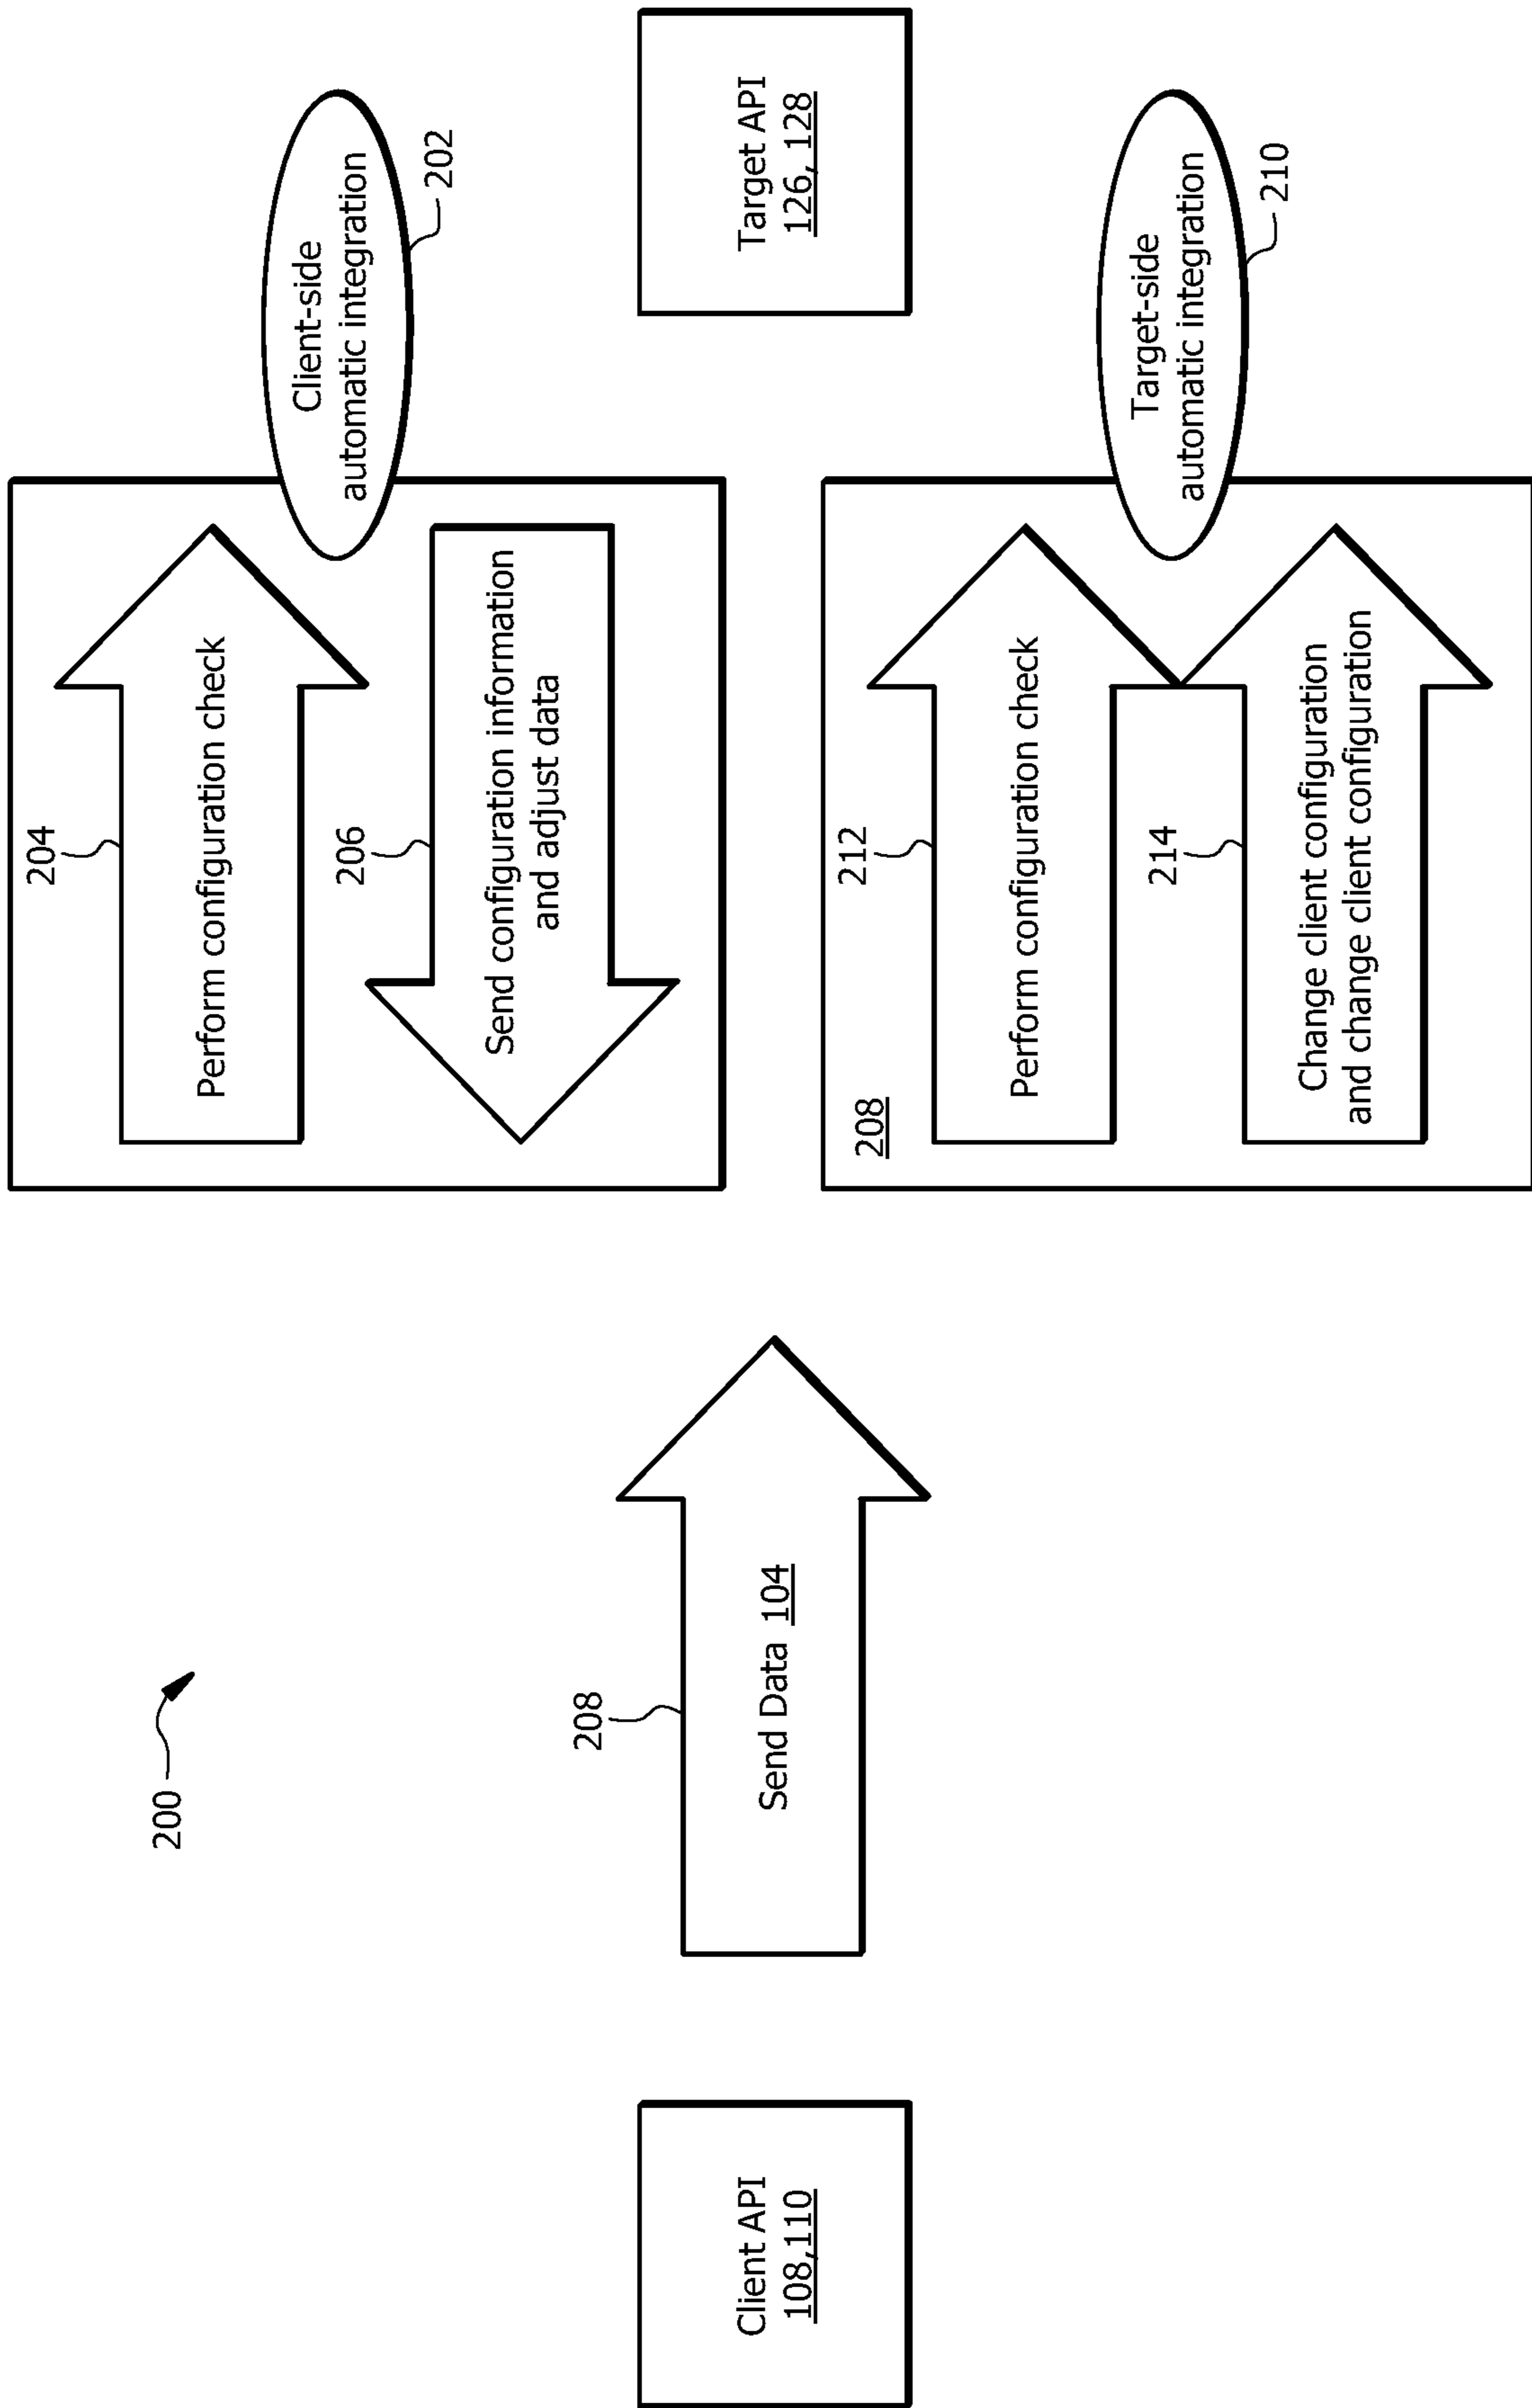 200
Client API
108,110
208
Send Data 104
204
Perform configuration check
206
Send configuration information
and adjust data
Client-side
automatic integration
202
208
212
Perform configuration check
214
Change client configuration
and change client configuration
Target-side
automatic integration
210
Target API
126, 128